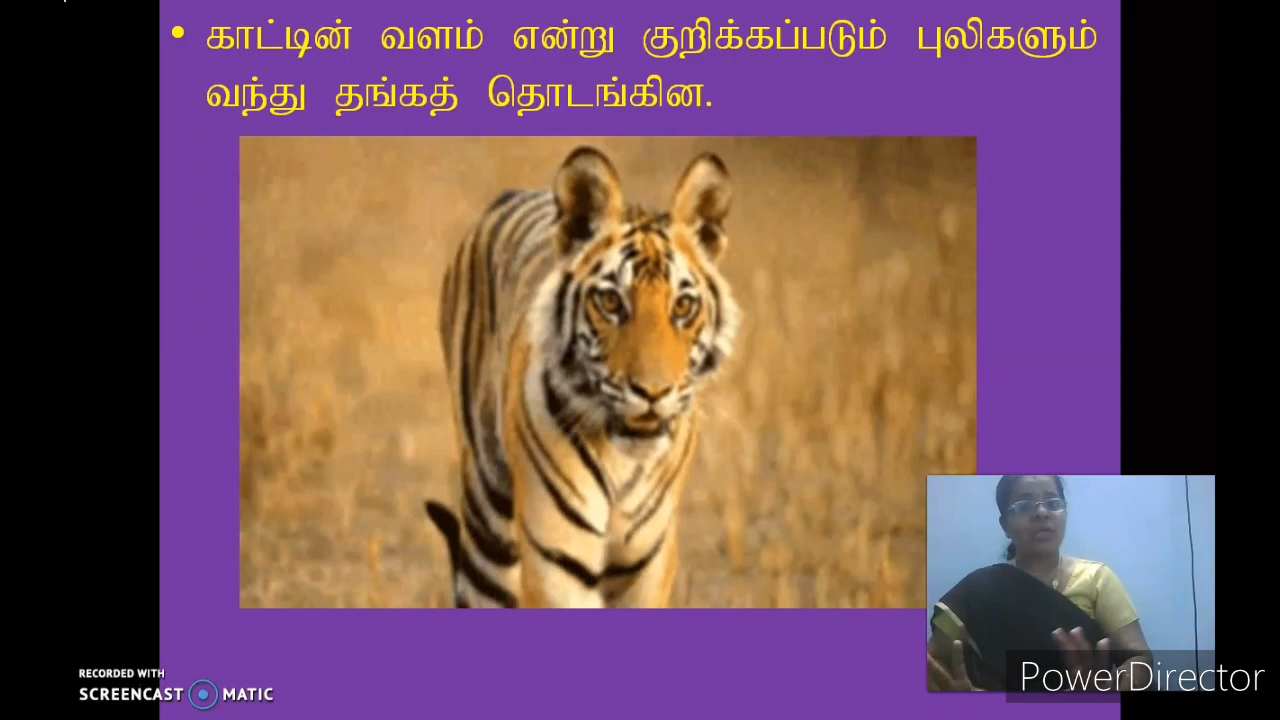 • காட்டின் வளம் என்று குறிக்கப்படும் புலிகளும்
வந்து தங்கத் தொடங்கின.
RECORDED WITH
SCREENCAST MATIC
PowerDirector